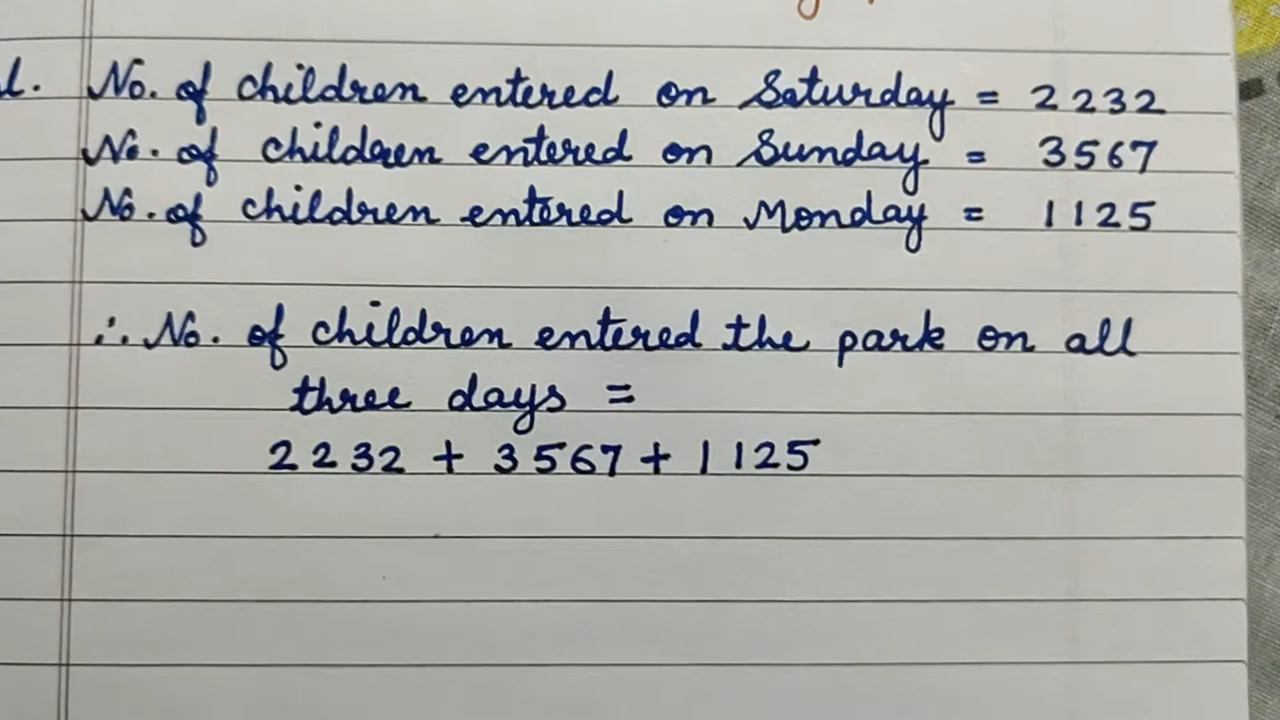 1. No. of children entered on Saturday = 2232
No. of children entered on Sunday = 3567
No. of children entered on Monday = 1125
∴ No. of children entered the park on all
three days =
2232 + 3567 + 1125